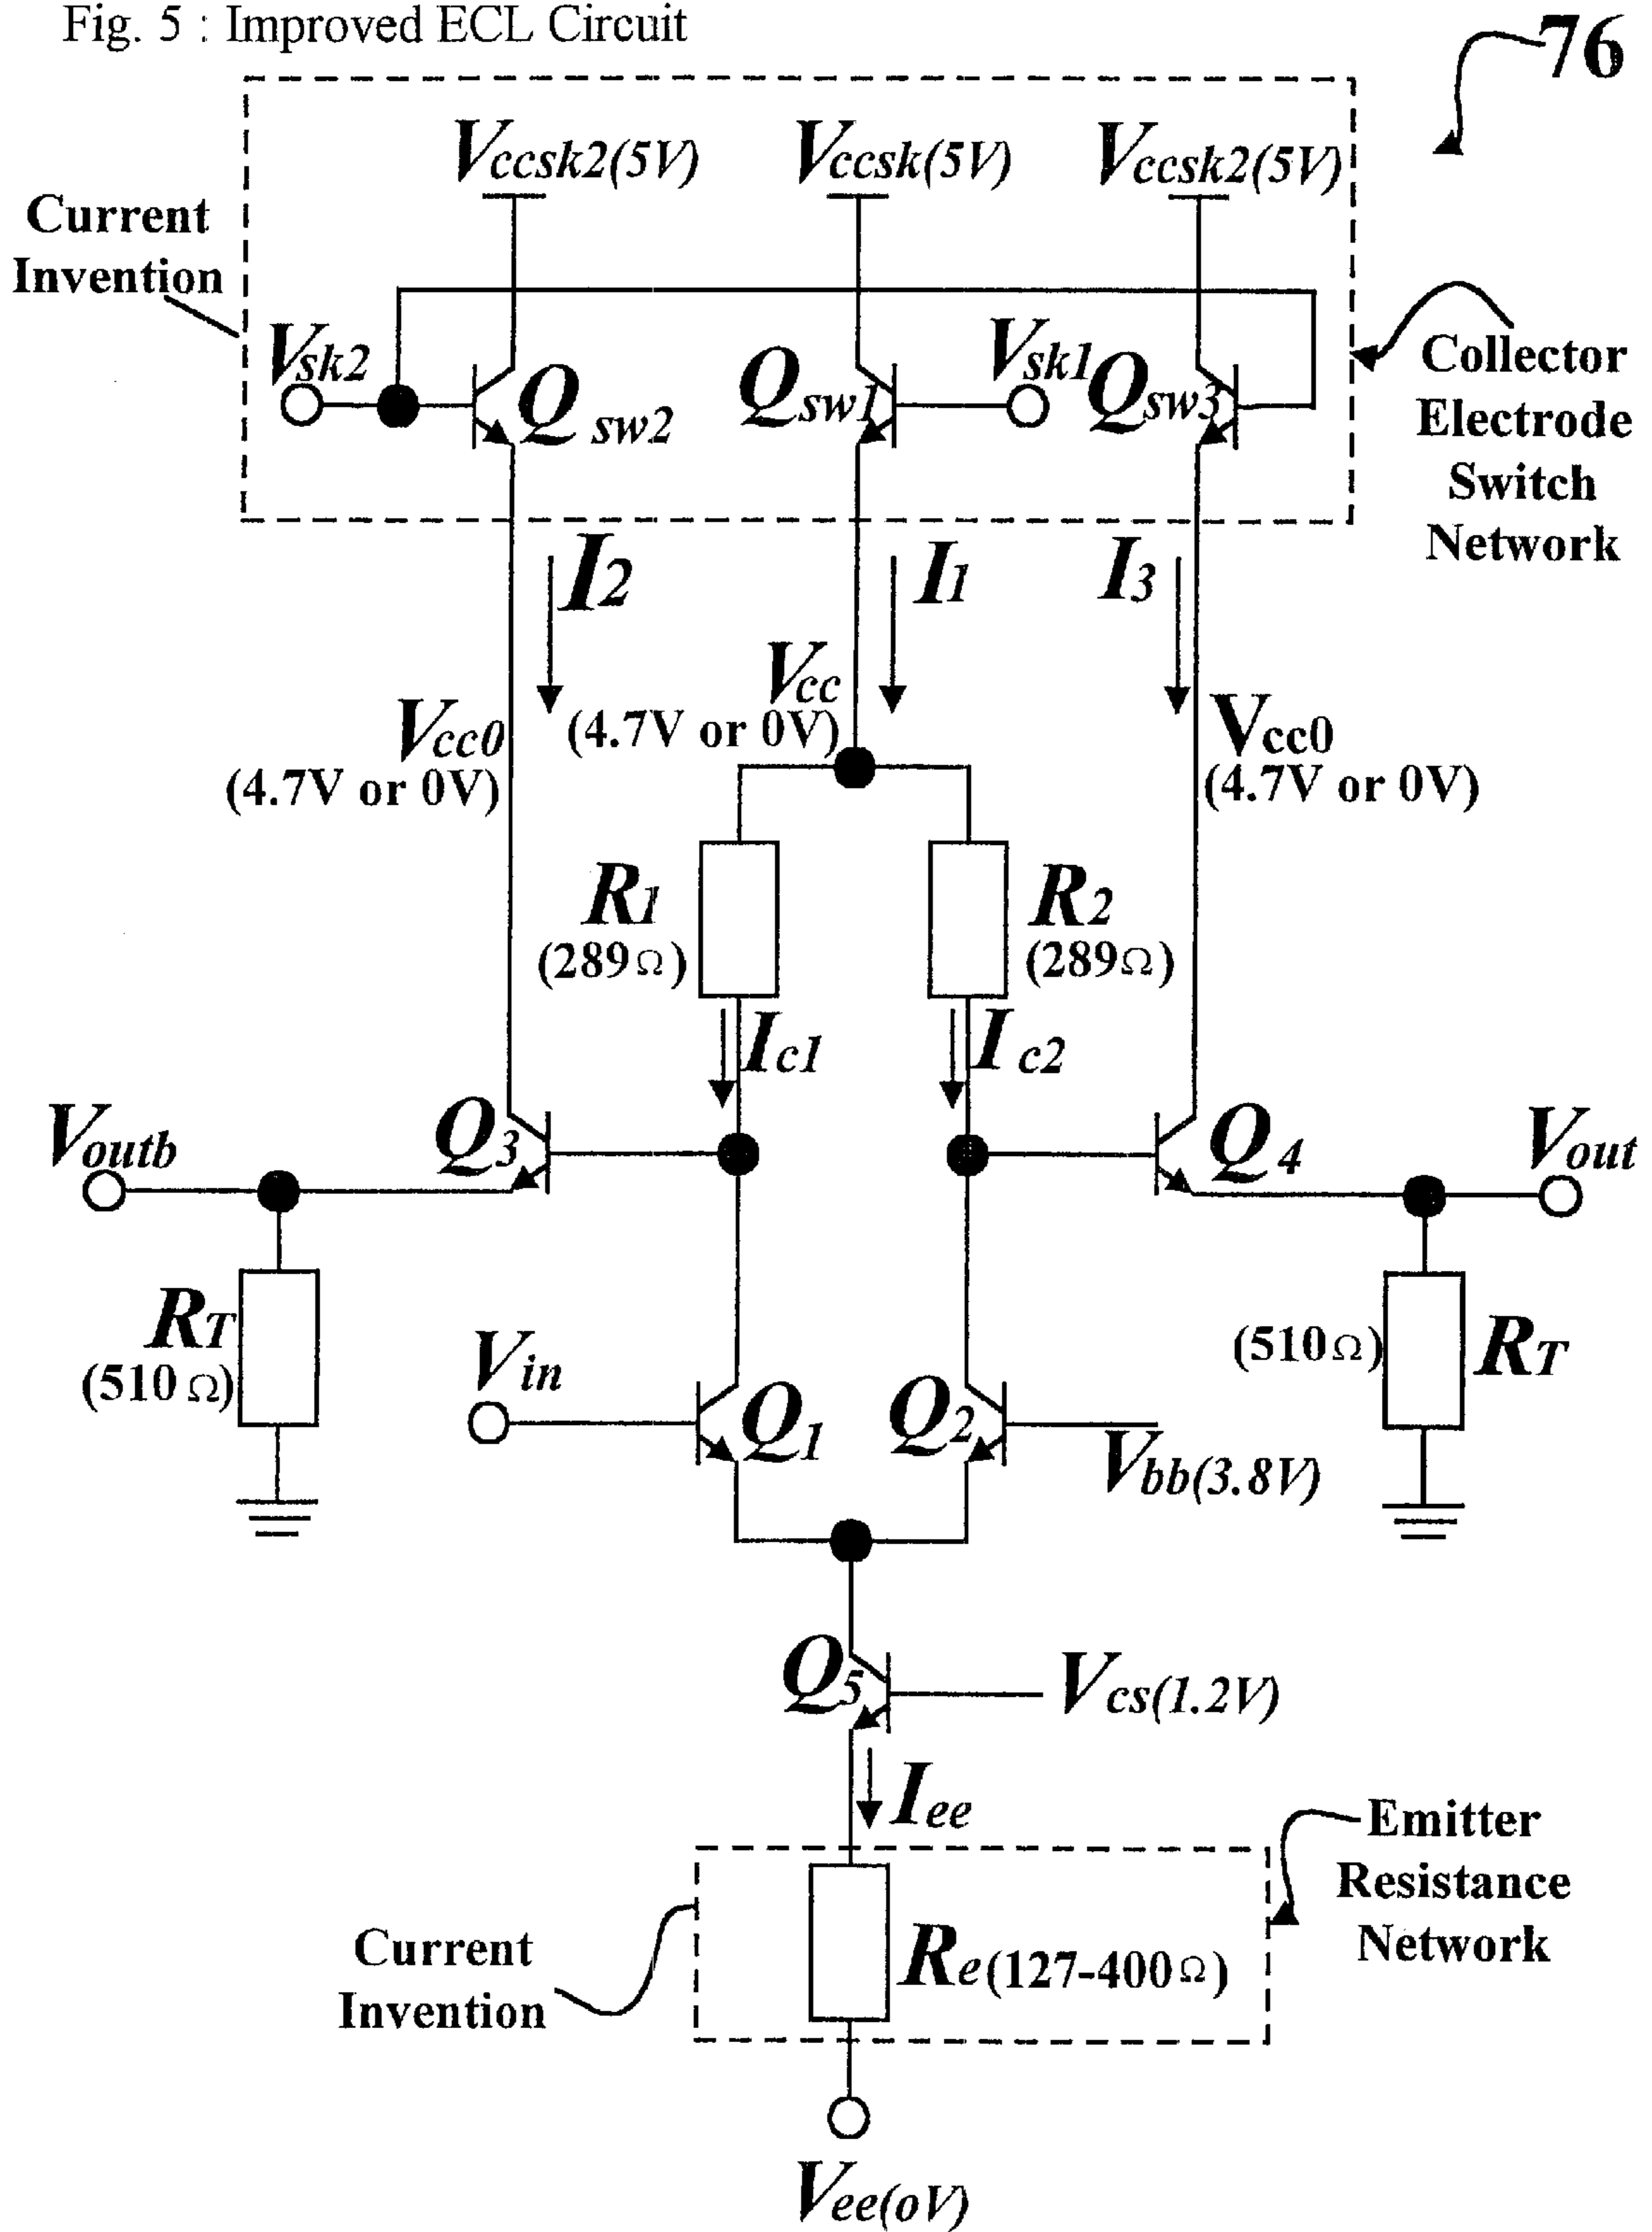 Fig. 5 : Improved ECL Circuit
76
Vccsk2(5V)
Vccsk(5V)
Vccsk2(5V)
Current
Invention
Vsk2
Qsw2
Qsw1
Vsk1
Qsw3
Collector
Electrode
Switch
Network
I2
I1
I3
Vcc0
(4.7V or 0V)
Vcc
(4.7V or 0V)
Vcc0
(4.7V or 0V)
R1
(289Ω)
R2
(289Ω)
Ic1
Ic2
Voutb
Q3
Q4
Vout
RT
(510Ω)
Vin
Q1
Q2
Vbb(3.8V)
(510Ω)
RT
Q5
Vcs(1.2V)
Iee
Emitter
Resistance
Network
Current
Invention
Re(127-400Ω)
Vee(oV)